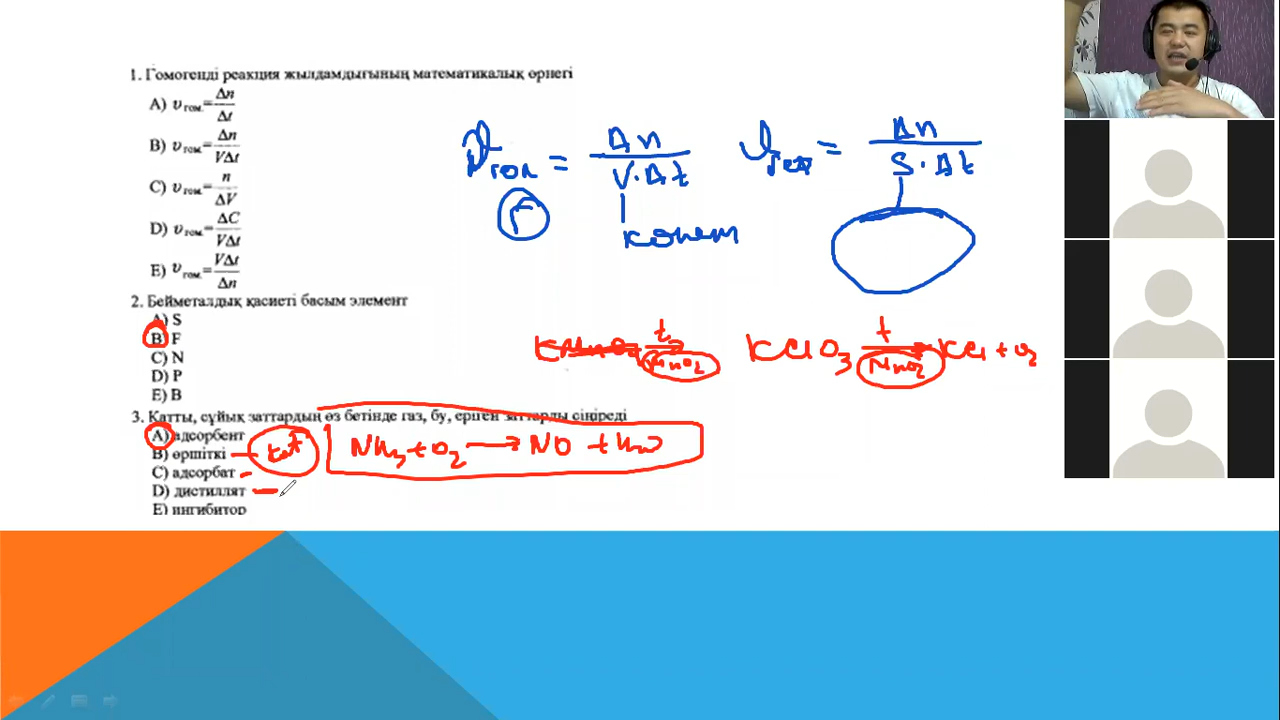 1. Гомогенді реакция жылдамдығының математикалық өрнегі
A) υгом.=Δn/Δt
B) υгом.=Δn/VΔt
C) υгом.=n/ΔV
D) υгом.=ΔC/VΔt
E) υгом.=VΔt/Δn
2. Бейметалдық қасиеті басым элемент
A) S
B) F
C) N
D) P
E) B
3. Қатты, сұйық заттардың өз бетінде газ, бу, еріген заттарды сіңіреді
A) адсорбент
B) өршіткі
C) адсорбат
D) дистиллят
E) ингибитор
υгом = Δn/V·Δt
Г
υгет = Δn/S·Δt
KClO3 t MnO2 KCl + O2
t MnO2
кат
NH3 + O2 → NO + H2O